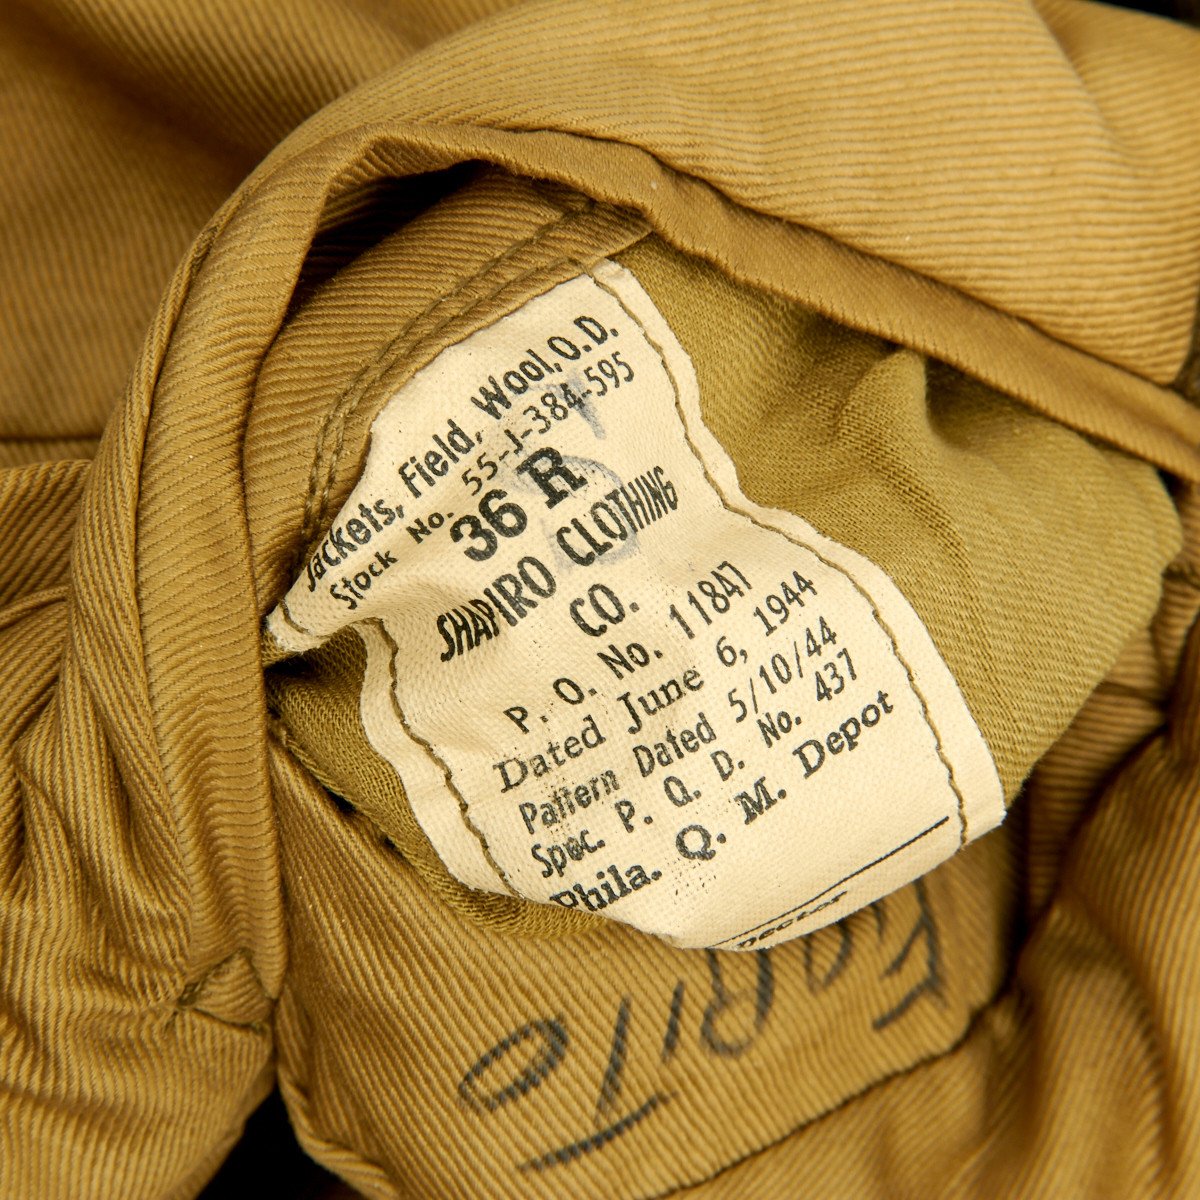 Jackets, Field, Wool, O.D.
Stock No. 55-J-384-595
36 R
SHAPIRO CLOTHING
CO.
P. O. No. 11847
Dated June 6, 1944
Pattern Dated 5/10/44
Spec. P. Q. D. No. 437
Phila. Q. M. Depot